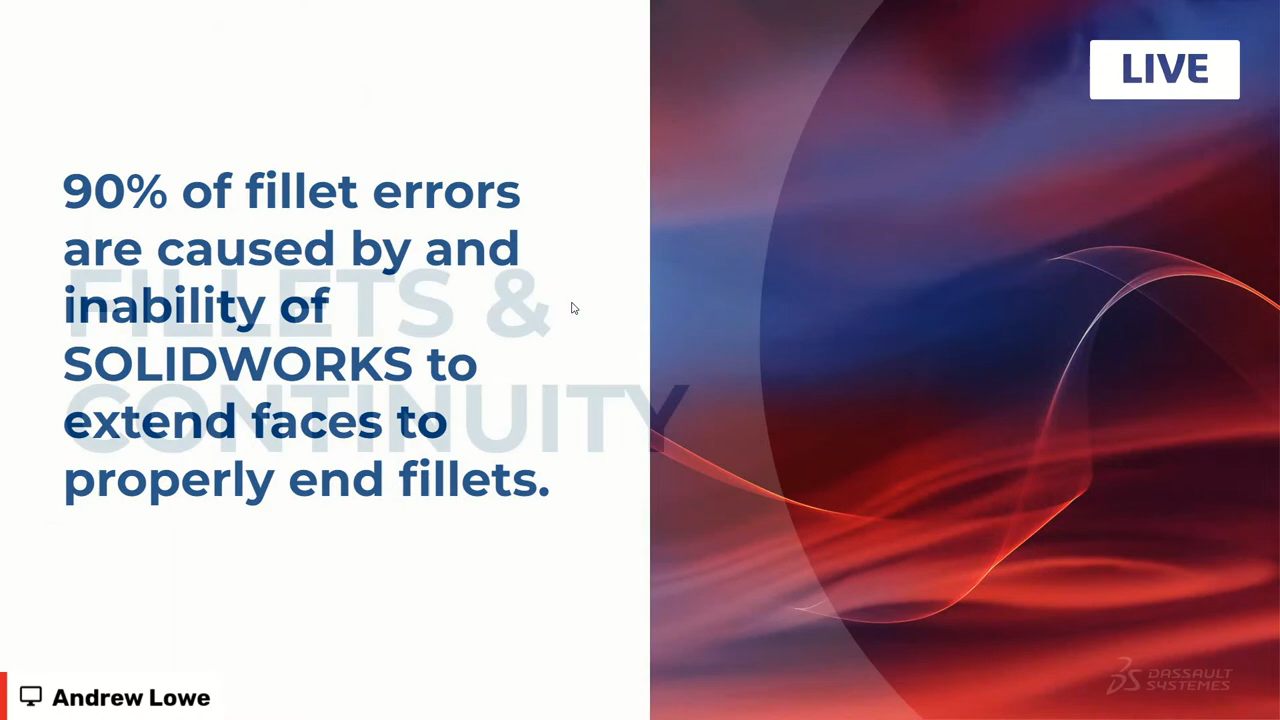 LIVE
90% of fillet errors
are caused by and
inability of
SOLIDWORKS to
extend faces to
properly end fillets.
FILLETS &
CONTINUITY
Andrew Lowe
DASSAULT
SYSTEMES